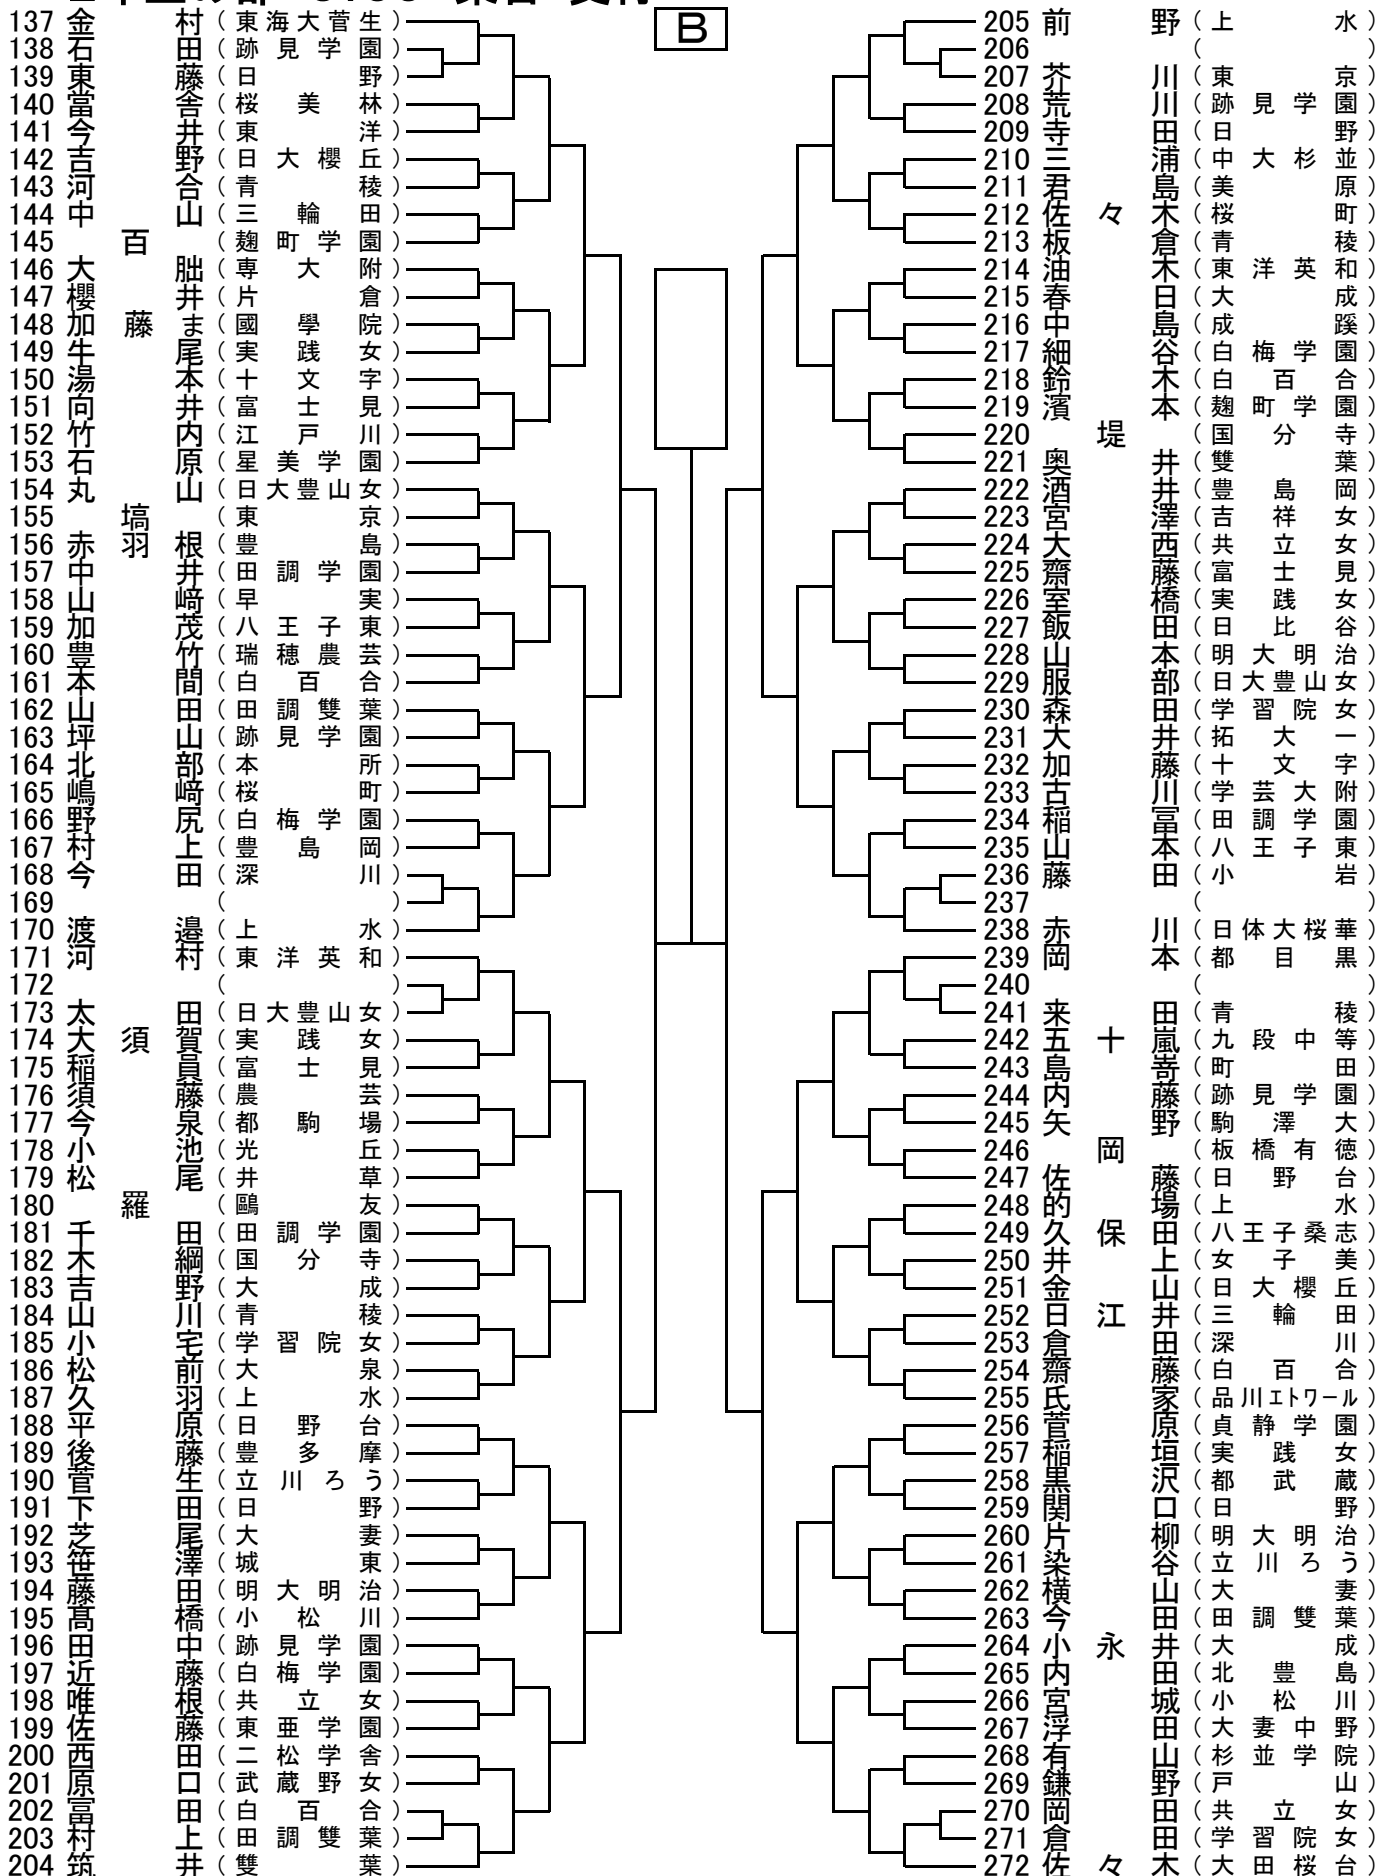 B
137 金村 (東海大菅生)
138 石田 (跡見学園)
139 東藤 (日野)
140 當舎 (桜美林)
141 今井 (東洋)
142 吉野 (日大櫻丘)
143 河合 (青稜)
144 中山 (三輪田)
145 百 (麹町学園)
146 大朏 (専大附)
147 櫻井 (片倉)
148 加藤ま (國學院)
149 牛尾 (実践女)
150 湯本 (十文字)
151 向井 (富士見)
152 竹内 (江戸川)
153 石原 (星美学園)
154 丸山 (日大豊山女)
155 塙 (東京)
156 赤羽根 (豊島)
157 中井 (田調学園)
158 山﨑 (早実)
159 加茂 (八王子東)
160 豊竹 (瑞穂農芸)
161 本間 (白百合)
162 山田 (田調雙葉)
163 坪山 (跡見学園)
164 北部 (本所)
165 嶋﨑 (桜町)
166 野尻 (白梅学園)
167 村上 (豊島岡)
168 今田 (深川)
169 ( )
170 渡邉 (上水)
171 河村 (東洋英和)
172 ( )
173 太田 (日大豊山女)
174 大須賀 (実践女)
175 稲員 (富士見)
176 須藤 (農芸)
177 今泉 (都駒場)
178 小池 (光丘)
179 松尾 (井草)
180 羅 (鷗友)
181 千田 (田調学園)
182 木綱 (国分寺)
183 吉野 (大成)
184 山川 (青稜)
185 小宅 (学習院女)
186 松前 (大泉)
187 久羽 (上水)
188 平原 (日野台)
189 後藤 (豊多摩)
190 菅生 (立川ろう)
191 下田 (日野)
192 芝尾 (大妻)
193 笹澤 (城東)
194 藤田 (明大明治)
195 髙橋 (小松川)
196 田中 (跡見学園)
197 近藤 (白梅学園)
198 唯根 (共立女)
199 佐藤 (東亜学園)
200 西田 (二松学舎)
201 原口 (武蔵野女)
202 冨田 (白百合)
203 村上 (田調雙葉)
204 筑井 (雙葉)
205 前野 (上水)
206 ( )
207 芥川 (東京)
208 荒川 (跡見学園)
209 寺田 (日野)
210 三浦 (中大杉並)
211 君島 (美原)
212 佐々木 (桜町)
213 板倉 (青稜)
214 油木 (東洋英和)
215 春日 (大成)
216 中島 (成蹊)
217 細谷 (白梅学園)
218 鈴木 (白百合)
219 濱本 (麹町学園)
220 堤 (国分寺)
221 奥井 (雙葉)
222 酒井 (豊島岡)
223 宮澤 (吉祥女)
224 大西 (共立女)
225 齋藤 (富士見)
226 室橋 (実践女)
227 飯田 (日比谷)
228 山本 (明大明治)
229 服部 (日大豊山女)
230 森田 (学習院女)
231 大井 (拓大一)
232 加藤 (十文字)
233 古川 (学芸大附)
234 稲冨 (田調学園)
235 山本 (八王子東)
236 藤田 (小岩)
237 ( )
238 赤川 (日体大桜華)
239 岡本 (都目黒)
240 ( )
241 来田 (青稜)
242 五十嵐 (九段中等)
243 島嵜 (町田)
244 内藤 (跡見学園)
245 矢野 (駒澤大)
246 岡 (板橋有徳)
247 佐藤 (日野台)
248 的場 (上水)
249 久保田 (八王子桑志)
250 井上 (女子美)
251 金山 (日大櫻丘)
252 日江井 (三輪田)
253 倉田 (深川)
254 齋藤 (白百合)
255 氏家 (品川エトワール)
256 菅原 (貞静学園)
257 稲垣 (実践女)
258 黒沢 (都武蔵)
259 関口 (日野)
260 片柳 (明大明治)
261 染谷 (立川ろう)
262 横山 (大妻)
263 今田 (田調雙葉)
264 小永井 (大成)
265 内田 (北豊島)
266 宮城 (小松川)
267 浮田 (大妻中野)
268 有山 (杉並学院)
269 鎌野 (戸山)
270 岡田 (共立女)
271 倉田 (学習院女)
272 佐々木 (大田桜台)